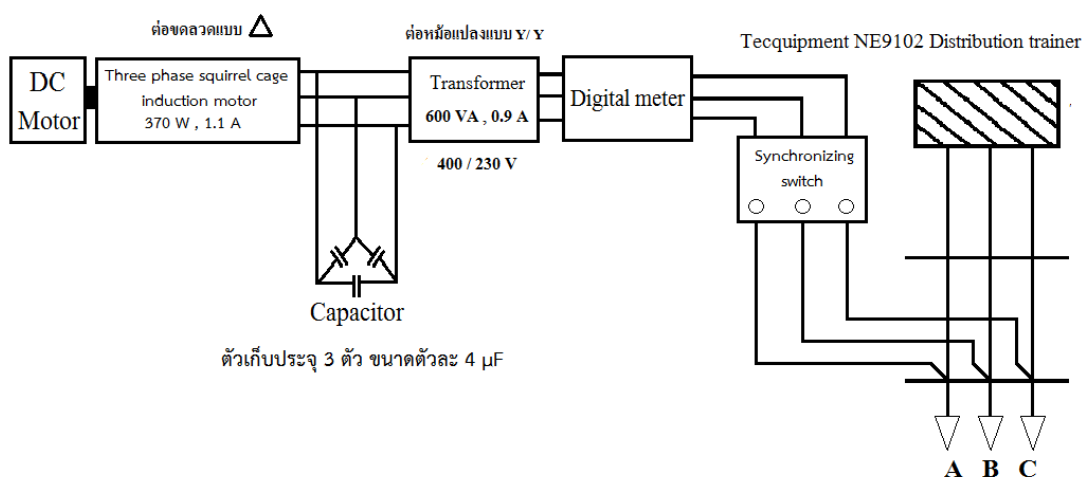 ต่อขดลวดแบบ
ต่อหม้อแปลงแบบ Y/ Y
Tecquipment NE9102 Distribution trainer
DC
Motor
Three phase squirrel cage
induction motor
370 W , 1.1 A
Transformer
600 VA , 0.9 A
400 / 230 V
Digital meter
Synchronizing
switch
Capacitor
ตัวเก็บประจุ 3 ตัว ขนาดตัวละ 4 µF
A B C